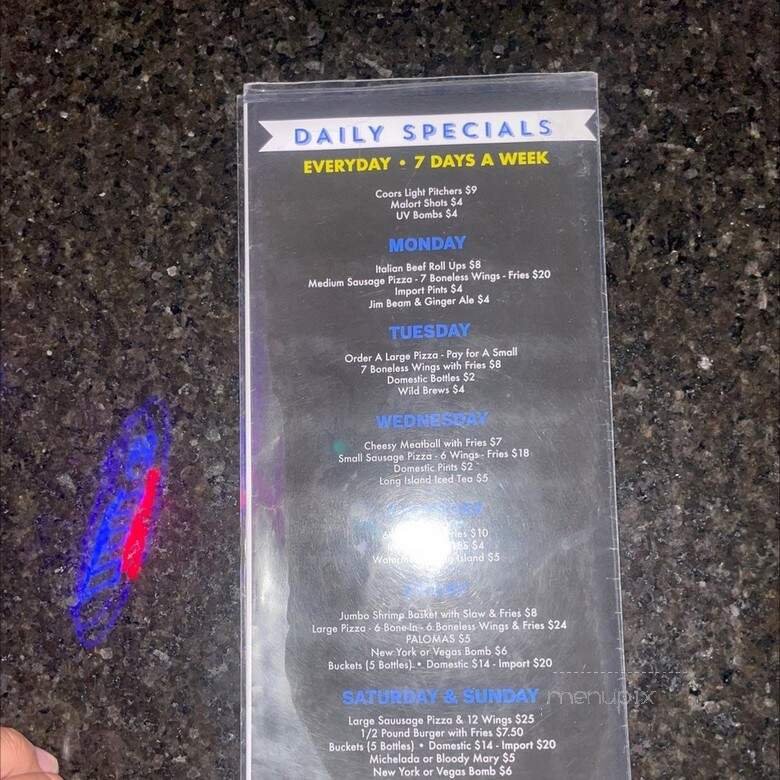 DAILY SPECIALS
EVERYDAY • 7 DAYS A WEEK
Coors Light Pitchers $9
Malort Shots $4
UV Bombs $4
MONDAY
Italian Beef Roll Ups $8
Medium Sausage Pizza - 7 Boneless Wings - Fries $20
Import Pints $4
Jim Beam & Ginger Ale $4
TUESDAY
Order A Large Pizza - Pay for A Small
7 Boneless Wings with Fries $8
Domestic Bottles $2
Wild Brews $4
WEDNESDAY
Cheesy Meatball with Fries $7
Small Sausage Pizza - 6 Wings - Fries $18
Domestic Pints $2
Long Island Iced Tea $5
6 $10
$4
Island $5
Jumbo Shrimp Basket with Slaw & Fries $8
Large Pizza - 6 Bone-In - 6 Boneless Wings & Fries $24
PALOMAS $5
New York or Vegas Bomb $6
Buckets (5 Bottles) • Domestic $14 - Import $20
SATURDAY & SUNDAY
menupix
Large Sauusage Pizza & 12 Wings $25
1/2 Pound Burger with Fries $7.50
Buckets (5 Bottles) • Domestic $14 - Import $20
Michelada or Bloody Mary $5
New York or Vegas Bomb $6